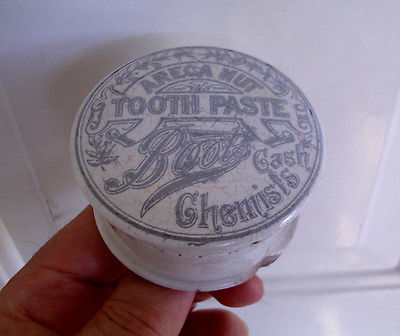 ARECA NUT
TOOTH PASTE
Boots
Cash
Chemists